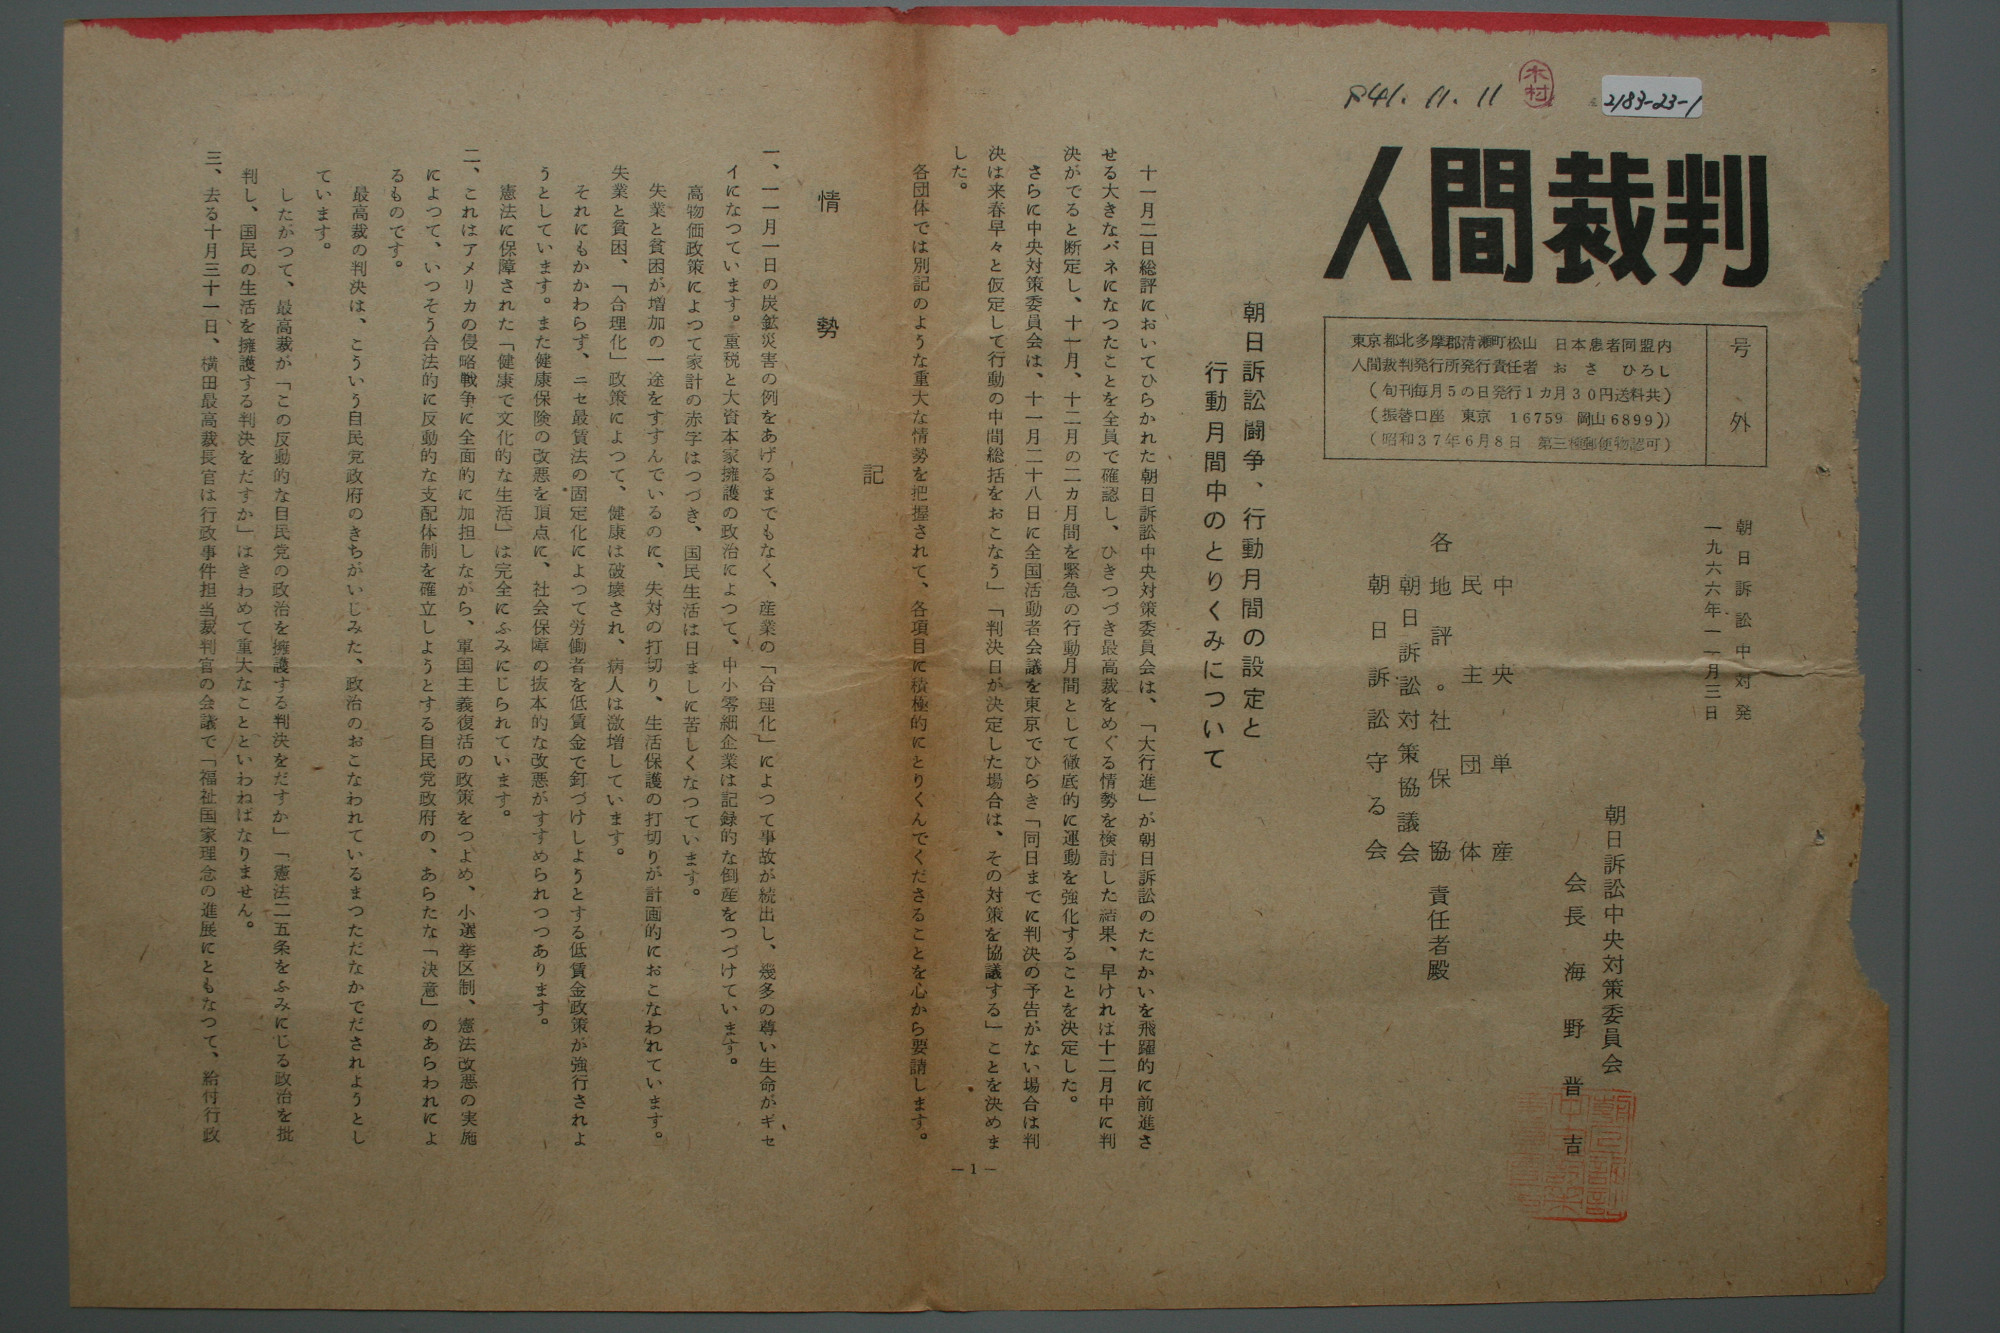 S41.11.11
木村
2183-23-1
人間裁判
号外
東京都北多摩郡清瀬町松山 日本患者同盟内
人間裁判発行所発行責任者 おさ ひろし
(旬刊毎月5の日発行1カ月30円送料共)
(振替口座 東京 16759 岡山6899))
(昭和37年6月8日 第三種郵便物認可)
朝日訴訟中対発
一九六六年一一月三日
朝日訴訟中央対策委員会
会長 海野晋吉
中央単産
民主団体
各地評。社保協 責任者殿
朝日訴訟対策協議会
朝日訴訟守る会
朝日訴訟闘争、行動月間の設定と
行動月間中のとりくみについて
十一月二日総評においてひらかれた朝日訴訟中央対策委員会は、「大行進」が朝日訴訟のたたかいを飛躍的に前進さ
せる大きなバネになつたことを全員で確認し、ひきつづき最高裁をめぐる情勢を検討した結果、早ければ十二月中に判
決がでると断定し、十一月、十二月の二カ月間を緊急の行動月間として徹底的に運動を強化することを決定した。
さらに中央対策委員会は、十一月二十八日に全国活動者会議を東京でひらき「同日までに判決の予告がない場合は判
決は来春早々と仮定して行動の中間総括をおこなう」「判決日が決定した場合は、その対策を協議する」ことを決めま
した。
各団体では別記のような重大な情勢を把握されて、各項目に積極的にとりくんでくださることを心から要請します。
記
情勢
一、一一月一日の炭鉱災害の例をあげるまでもなく、産業の「合理化」によつて事故が続出し、幾多の尊い生命がギセ
イになつています。重税と大資本家擁護の政治によつて、中小零細企業は記録的な倒産をつづけています。
高物価政策によつて家計の赤字はつづき、国民生活は日ましに苦しくなつています。
失業と貧困が増加の一途をすすんでいるのに、失対の打切り、生活保護の打切りが計画的におこなわれています。
失業と貧困、「合理化」政策によつて、健康は破壊され、病人は激増しています。
それにもかかわらず、ニセ最賃法の固定化によつて労働者を低賃金で釘づけしようとする低賃金政策が強行されよ
うとしています。また健康保険の改悪を頂点に、社会保障の抜本的な改悪がすすめられつつあります。
憲法に保障された「健康で文化的な生活」は完全にふみにじられています。
二、これはアメリカの侵略戦争に全面的に加担しながら、軍国主義復活の政策をつよめ、小選挙区制、憲法改悪の実施
によつて、いつそう合法的に反動的な支配体制を確立しようとする自民党政府の、あらたな「決意」のあらわれによ
るものです。
最高裁の判決は、こういう自民党政府のきちがいじみた、政治のおこなわれているまつただなかでだされようとし
ています。
したがつて、最高裁が「この反動的な自民党の政治を擁護する判決をだすか」「憲法二五条をふみにじる政治を批
判し、国民の生活を擁護する判決をだすか」はきわめて重大なことといわねばなりません。
三、去る十月三十一日、横田最高裁長官は行政事件担当裁判官の会議で「福祉国家理念の進展にともなつて、給付行政
—1—